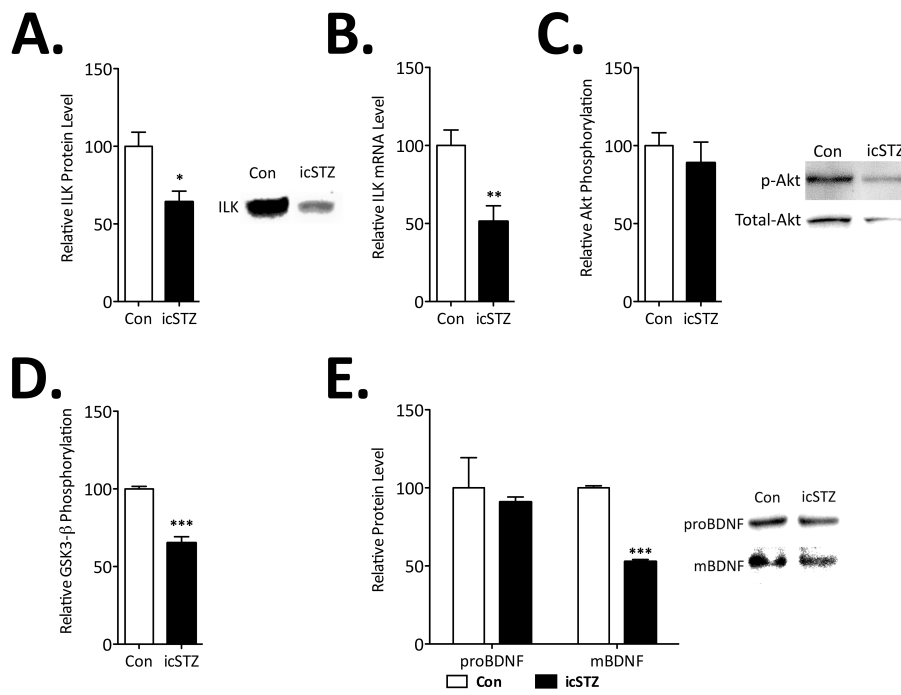 A.
Relative ILK Protein Level
150
100
50
0
*
Con
icSTZ
Con
icSTZ
ILK
B.
Relative ILK mRNA Level
150
100
50
0
**
Con
icSTZ
C.
Relative Akt Phosphorylation
150
100
50
0
Con
icSTZ
Con
icSTZ
p-Akt
Total-Akt
D.
Relative GSK3-β Phosphorylation
150
100
50
0
***
Con
icSTZ
E.
Relative Protein Level
150
100
50
0
***
proBDNF
mBDNF
Con
icSTZ
Con
icSTZ
proBDNF
mBDNF